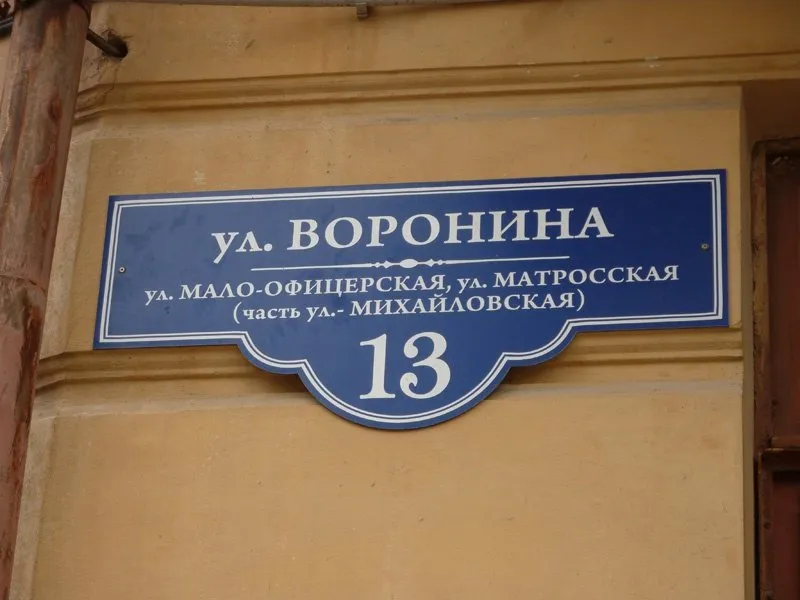 ул. ВОРОНИНА
ул. МАЛО-ОФИЦЕРСКАЯ, ул. МАТРОССКАЯ
(часть ул.- МИХАЙЛОВСКАЯ)
13